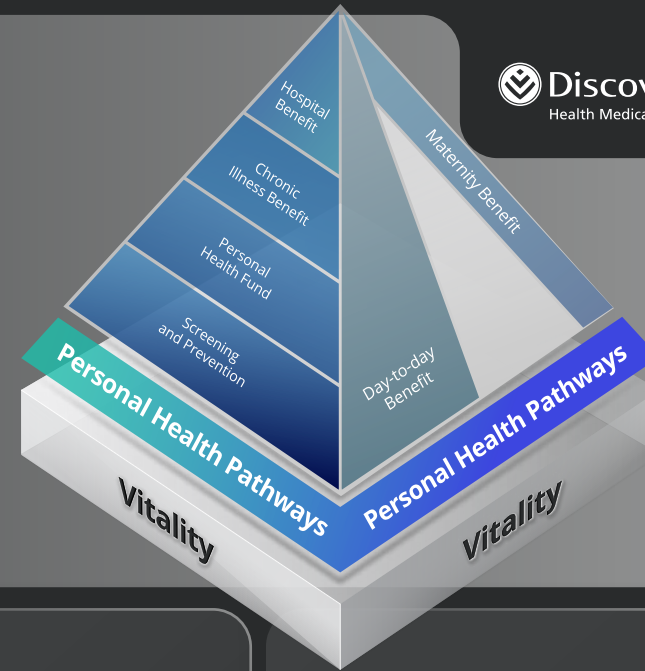 Hospital
Benefit
Chronic
Illness Benefit
Personal
Health Fund
Screening
and Prevention
Maternity Benefit
Day-to-day
Benefit
Personal Health Pathways
Personal Health Pathways
Vitality
Vitality
Discov
Health Medica